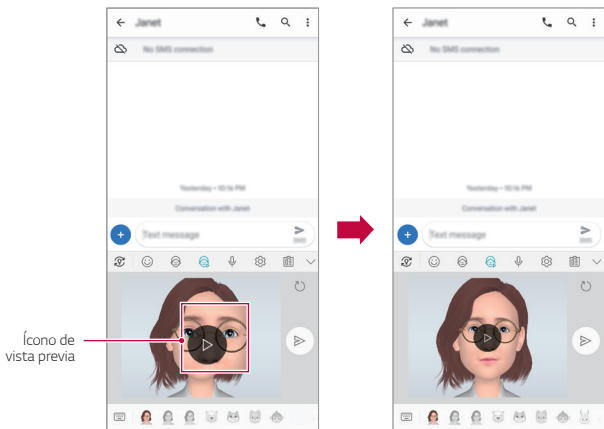 Janet
No SMS connection
Yesterday • 10:16 PM
Conversation with Janet
Text message
SMS
Ícono de
vista previa
Janet
No SMS connection
Yesterday • 10:16 PM
Conversation with Janet
Text message
SMS